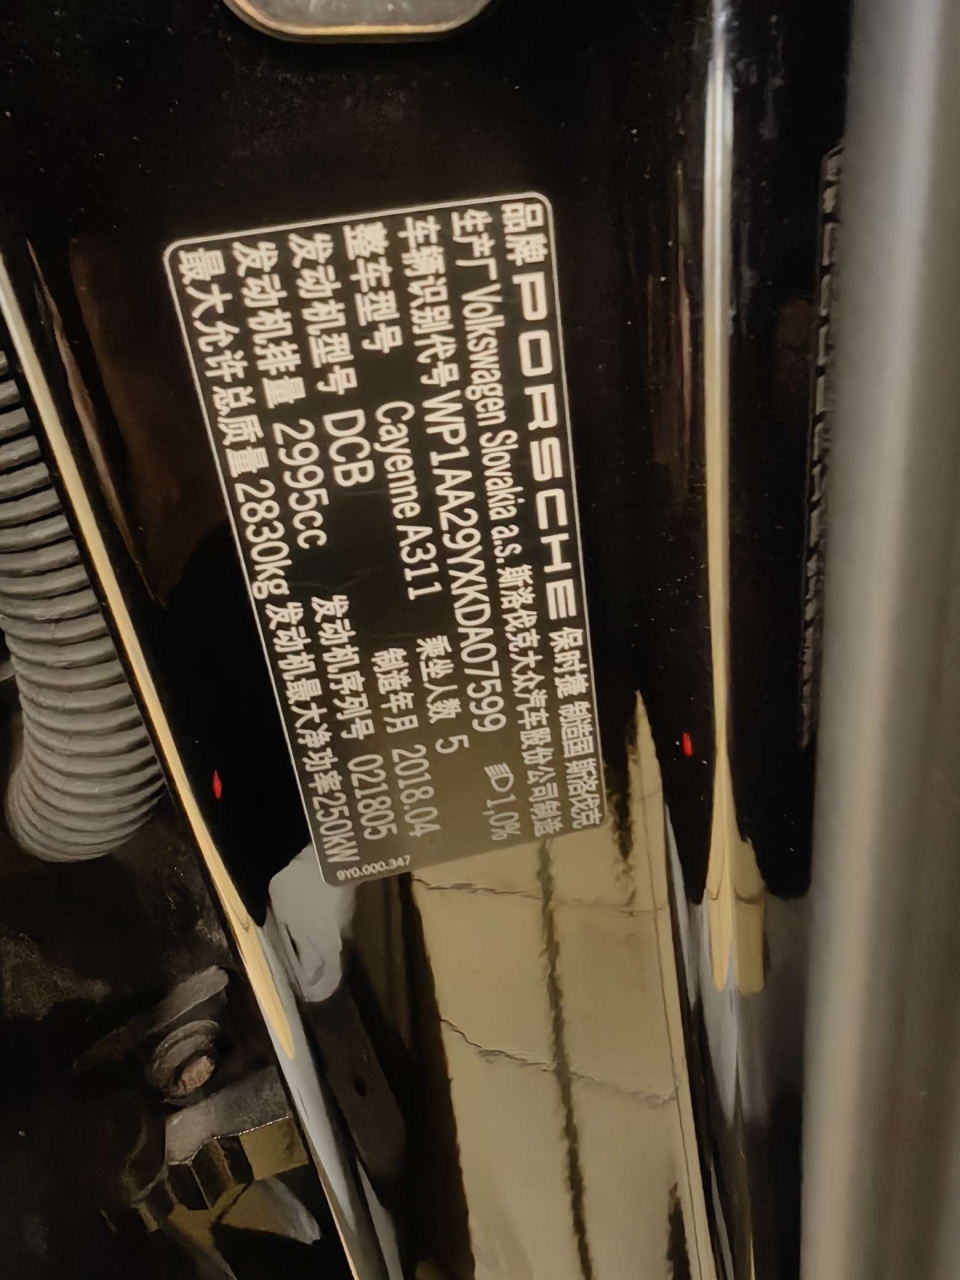 品牌 PORSCHE 保时捷 制造国 斯洛伐克
生产厂 Volkswagen Slovakia a.s. 斯洛伐克大众汽车股份公司制造
车辆识别代号 WP1AA29YXKDA07599 1,0%
整车型号 Cayenne A311 乘坐人数 5
发动机型号 DCB 制造年月 2018.04
发动机排量 2995cc 发动机序列号 021805
最大允许总质量 2830kg 发动机最大净功率250kW
9Y0.000.347